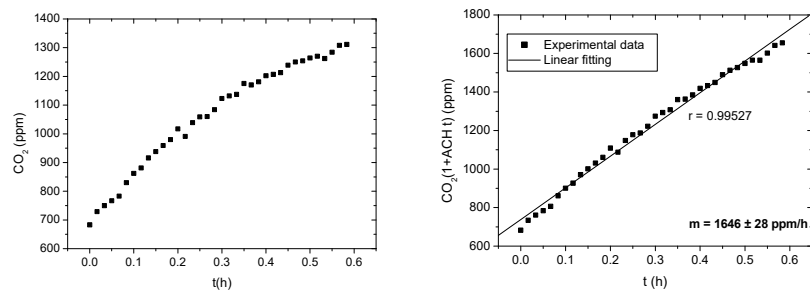 1400
1300
1200
1100
1000
900
800
700
600
CO2 (ppm)
0.0 0.1 0.2 0.3 0.4 0.5 0.6
t(h)
1800
1600
1400
1200
1000
800
600
CO2(1+ACH t) (ppm)
Experimental data
Linear fitting
r = 0.99527
m = 1646 ± 28 ppm/h
0.0 0.1 0.2 0.3 0.4 0.5 0.6
t (h)